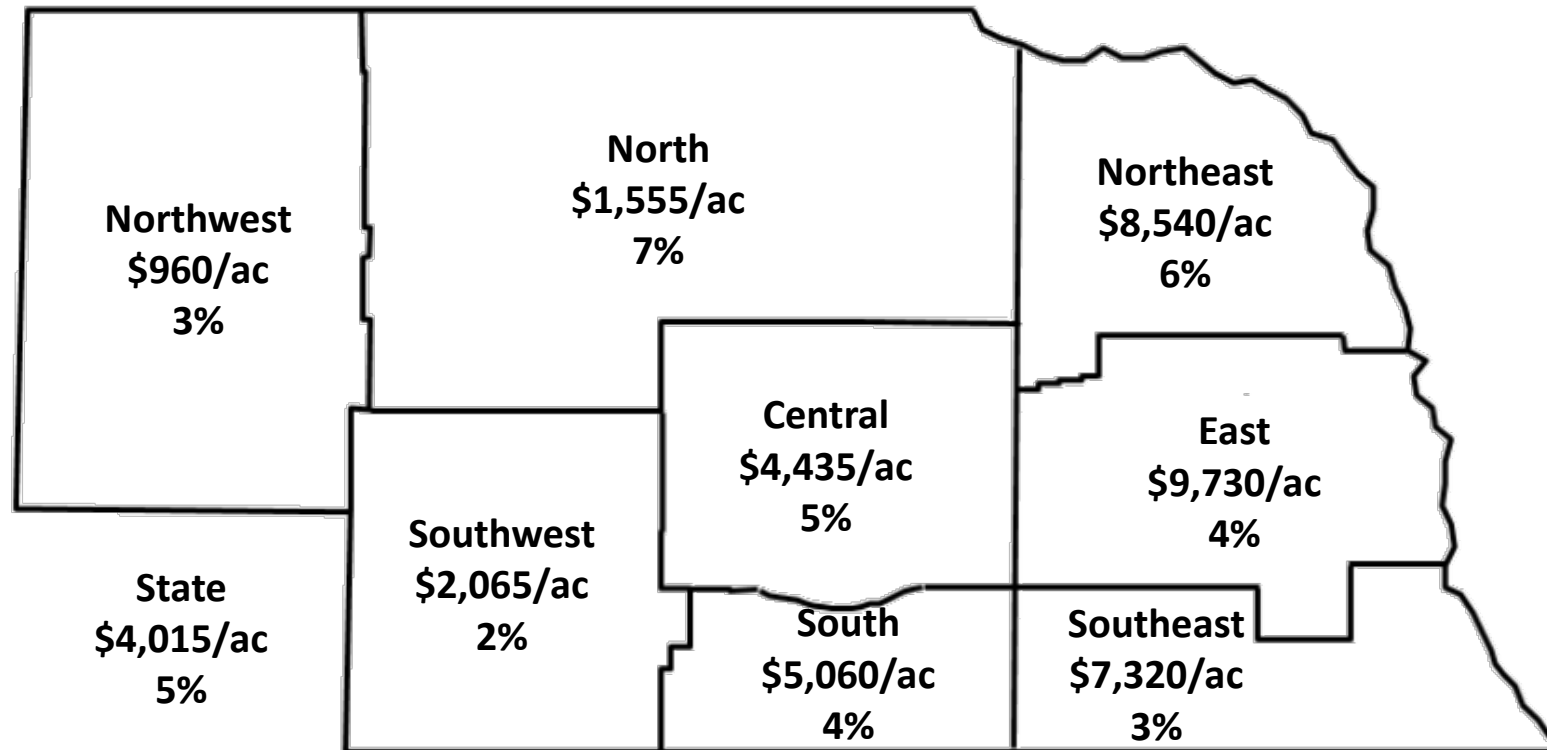 North
$1,555/ac
7%
Northeast
$8,540/ac
6%
Northwest
$960/ac
3%
Central
$4,435/ac
5%
East
$9,730/ac
4%
Southwest
$2,065/ac
2%
State
$4,015/ac
5%
South
$5,060/ac
4%
Southeast
$7,320/ac
3%